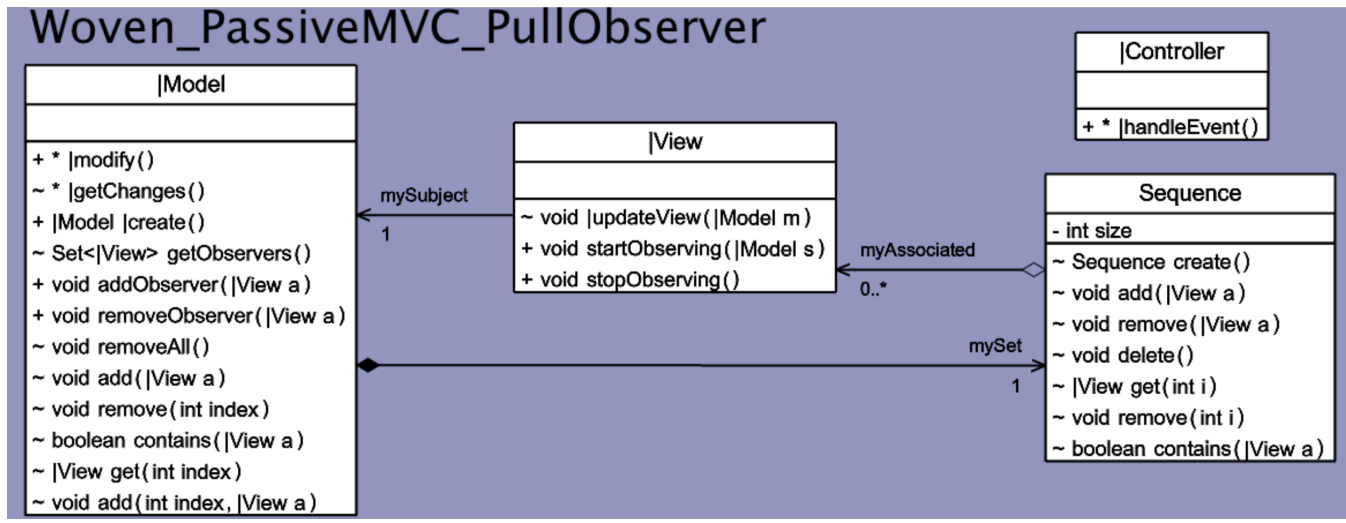 Woven_PassiveMVC_PullObserver
|Model
+ * |modify()
~ * |getChanges()
+ |Model |create()
~ Set<|View> getObservers()
+ void addObserver(|View a)
+ void removeObserver(|View a)
~ void removeAll()
~ void add(|View a)
~ void remove(int index)
~ boolean contains(|View a)
~ |View get(int index)
~ void add(int index, |View a)
mySubject
1
|View
~ void |updateView(|Model m)
+ void startObserving(|Model s)
+ void stopObserving()
myAssociated
0..*
mySet
1
|Controller
+ * |handleEvent()
Sequence
- int size
~ Sequence create()
~ void add(|View a)
~ void remove(|View a)
~ void delete()
~ |View get(int i)
~ void remove(int i)
~ boolean contains(|View a)